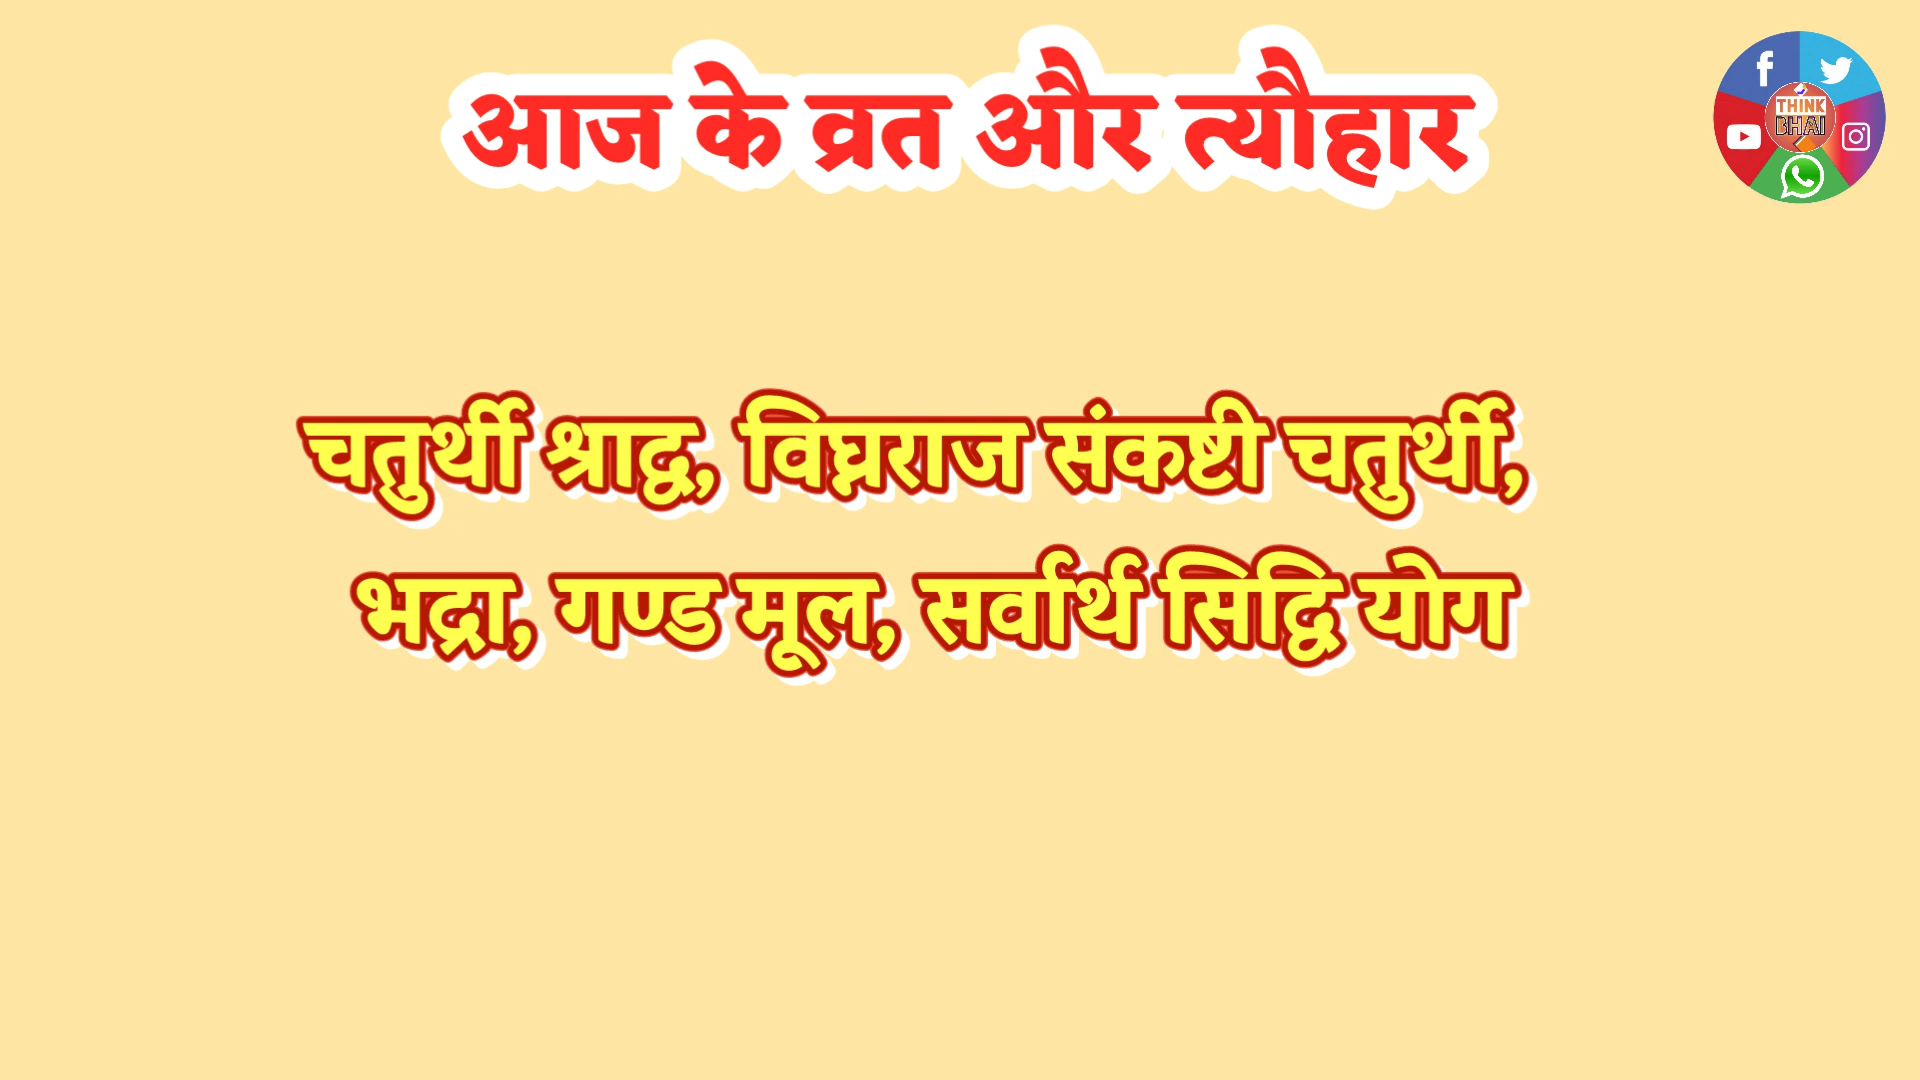 आज के व्रत और त्यौहार
THINK
BHAI
चतुर्थी श्राद्ध, विघ्नराज संकष्टी चतुर्थी,
भद्रा, गण्ड मूल, सर्वार्थ सिद्धि योग